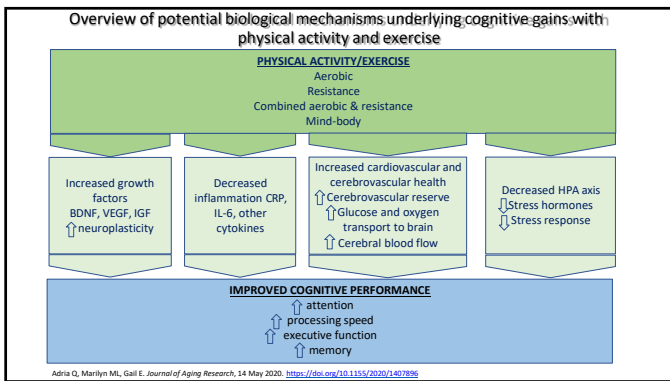 Overview of potential biological mechanisms underlying cognitive gains with
physical activity and exercise
PHYSICAL ACTIVITY/EXERCISE
Aerobic
Resistance
Combined aerobic & resistance
Mind-body
Increased growth
factors
BDNF, VEGF, IGF
⇧ neuroplasticity
Decreased
inflammation CRP,
IL-6, other
cytokines
Increased cardiovascular and
cerebrovascular health
⇧ Cerebrovascular reserve
⇧ Glucose and oxygen
transport to brain
⇧ Cerebral blood flow
Decreased HPA axis
⇩ Stress hormones
⇩ Stress response
IMPROVED COGNITIVE PERFORMANCE
⇧ attention
⇧ processing speed
⇧ executive function
⇧ memory
Adria Q, Marilyn ML, Gail E. Journal of Aging Research, 14 May 2020. https://doi.org/10.1155/2020/1407896